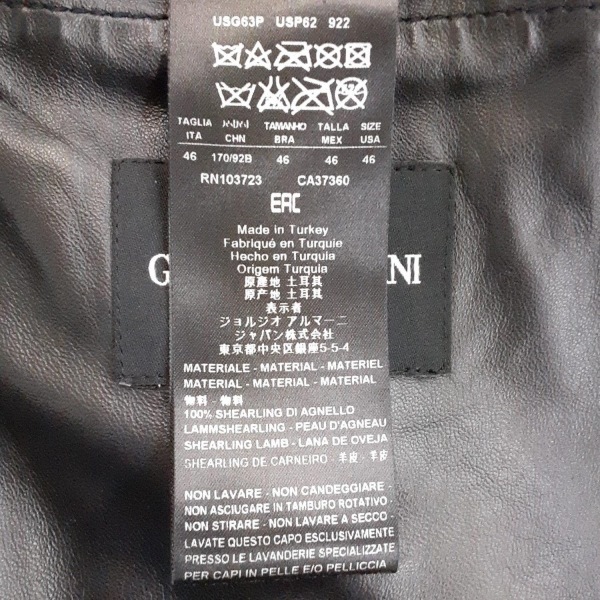 USG63P USP62 922
TAGLIA TAMANHO TALLA SIZE
ITA CHN BRA MEX USA
46 170/92B 46 46 46
RN103723 CA37360
EAC
Made in Turkey
Fabriqué en Turquie
Hecho en Turquia
Origem Turquia
原產地 土耳其
原产地 土耳其
表示者
ジョルジオ アルマーニ
ジャパン株式会社
東京都中央区銀座5-5-4
MATERIALE - MATERIAL - MATERIEL
MATERIAL - MATERIAL - MATERIAL
物料 - 物料
100% SHEARLING DI AGNELLO
LAMMSHEARLING - PEAU D'AGNEAU
SHEARLING LAMB - LANA DE OVEJA
SHEARLING DE CARNEIRO - 羊皮 - 羊皮
NON LAVARE - NON CANDEGGIARE -
NON ASCIUGARE IN TAMBURO ROTATIVO -
NON STIRARE - NON LAVARE A SECCO -
LAVATE QUESTO CAPO ESCLUSIVAMENTE
PRESSO LE LAVANDERIE SPECIALIZZATE
PER CAPI IN PELLE E/O PELLICCIA
G NI